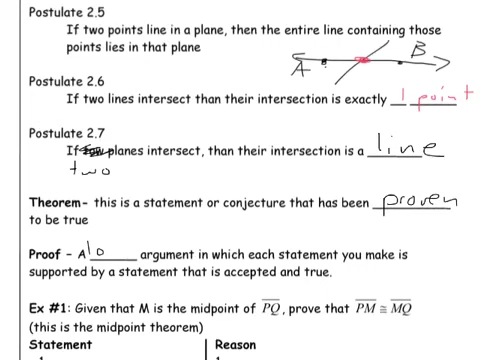 Postulate 2.5
If two points line in a plane, then the entire line containing those
points lies in that plane
A B
Postulate 2.6
If two lines intersect than their intersection is exactly 1 point
Postulate 2.7
If planes intersect, than their intersection is a line
two
Theorem- this is a statement or conjecture that has been proven
to be true
Proof - A lo argument in which each statement you make is
supported by a statement that is accepted and true.
Ex #1: Given that M is the midpoint of PQ, prove that PM ≅ MQ
(this is the midpoint theorem)
Statement Reason